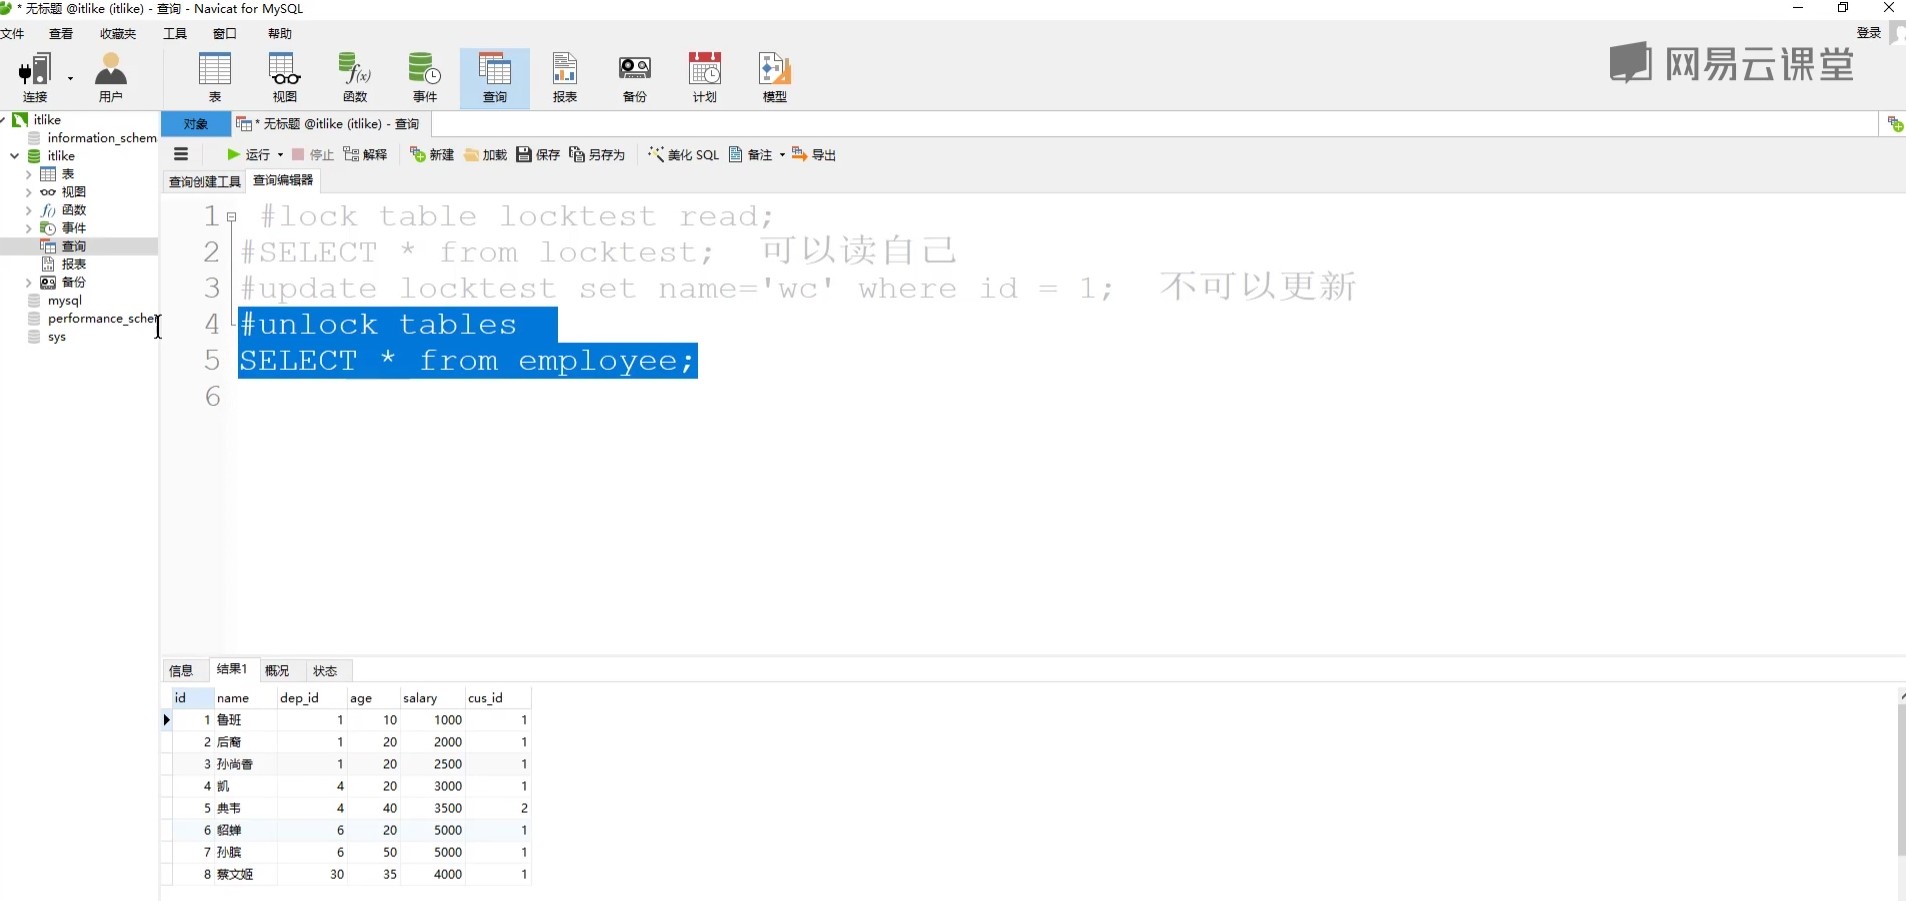 * 无标题 @itlike (itlike) - 查询 - Navicat for MySQL
文件 查看 收藏夹 工具 窗口 帮助 登录
连接 用户 表 视图 函数 事件 查询 报表 备份 计划 模型
网易云课堂
对象 * 无标题 @itlike (itlike) - 查询
运行 停止 解释 新建 加载 保存 另存为 美化 SQL 备注 导出
查询创建工具 查询编辑器
itlike
information_schem
itlike
表
视图
函数
事件
查询
报表
备份
mysql
performance_scher
sys
1 #lock table locktest read;
2 #SELECT * from locktest; 可以读自己
3 #update locktest set name='wc' where id = 1; 不可以更新
4 #unlock tables
5 SELECT * from employee;
6
信息 结果1 概况 状态
id name dep_id age salary cus_id
1 鲁班 1 10 1000 1
2 后裔 1 20 2000 1
3 孙尚香 1 20 2500 1
4 凯 4 20 3000 1
5 典韦 4 40 3500 2
6 貂蝉 6 20 5000 1
7 孙膑 6 50 5000 1
8 蔡文姬 30 35 4000 1